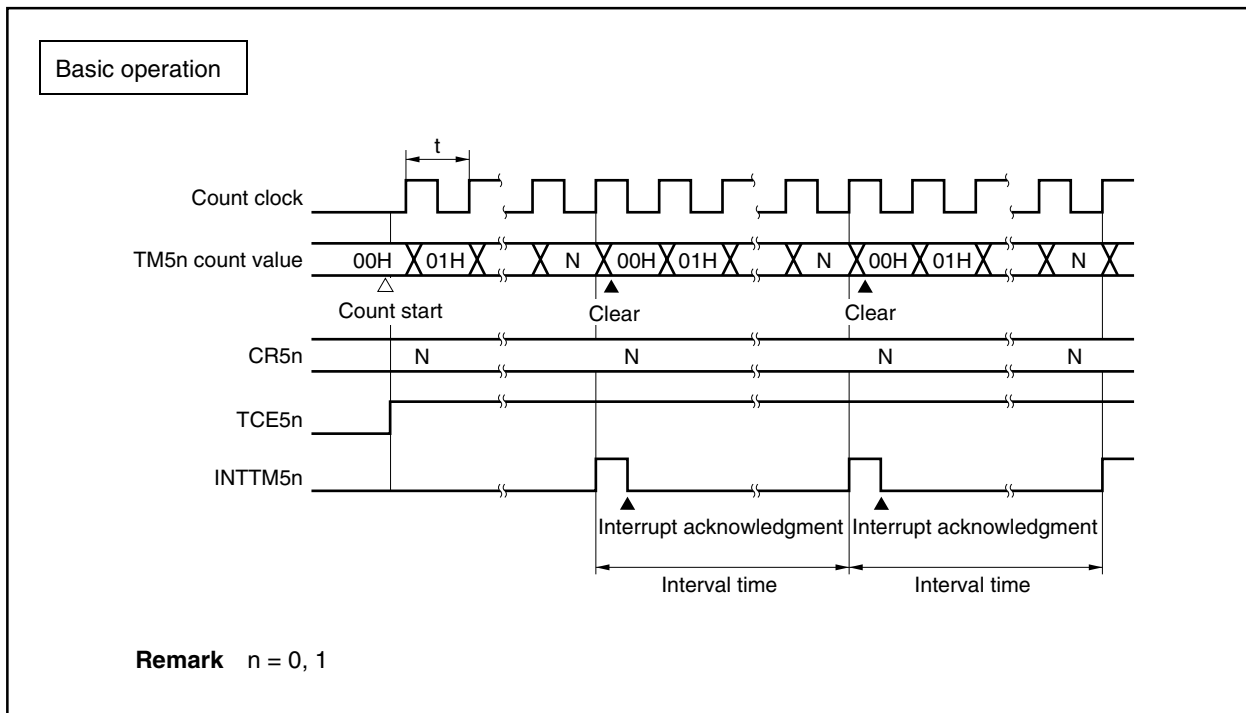 Basic operation
t
Count clock
TM5n count value 00H 01H N 00H 01H N 00H 01H N
Count start Clear Clear
CR5n N N N N
TCE5n
INTTM5n
Interrupt acknowledgment Interrupt acknowledgment
Interval time Interval time
Remark n = 0, 1